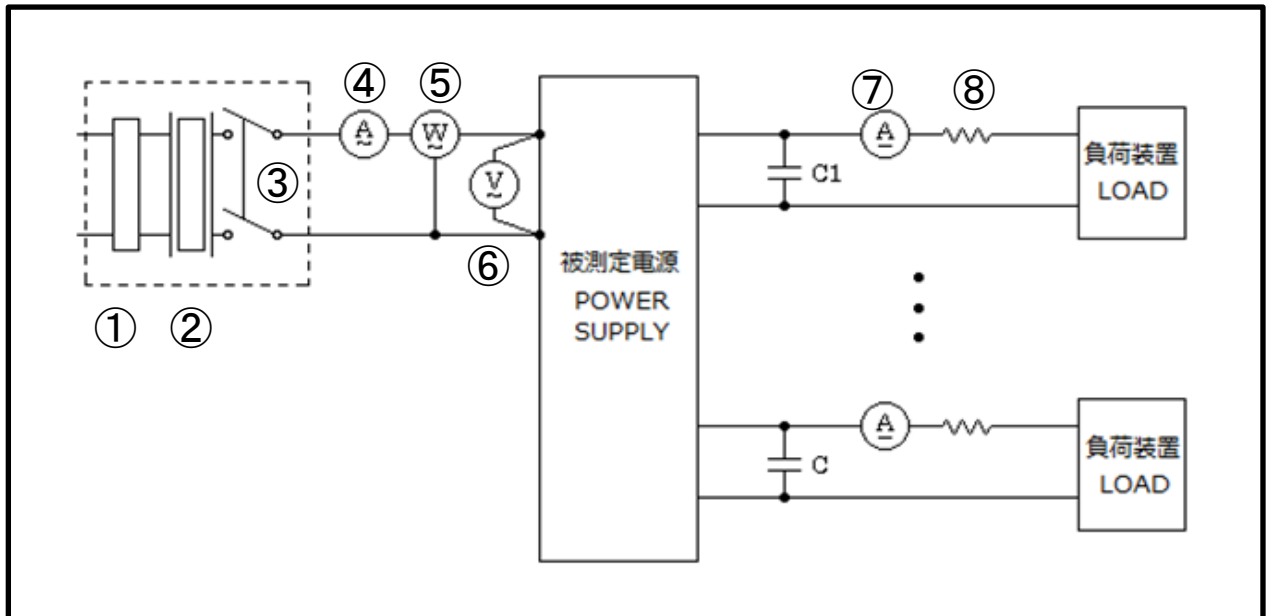 ④ ⑤ ⑦ ⑧
A W A
V
③
C1
負荷装置
LOAD
⑥
被測定電源
POWER
SUPPLY
① ②
A
C
負荷装置
LOAD